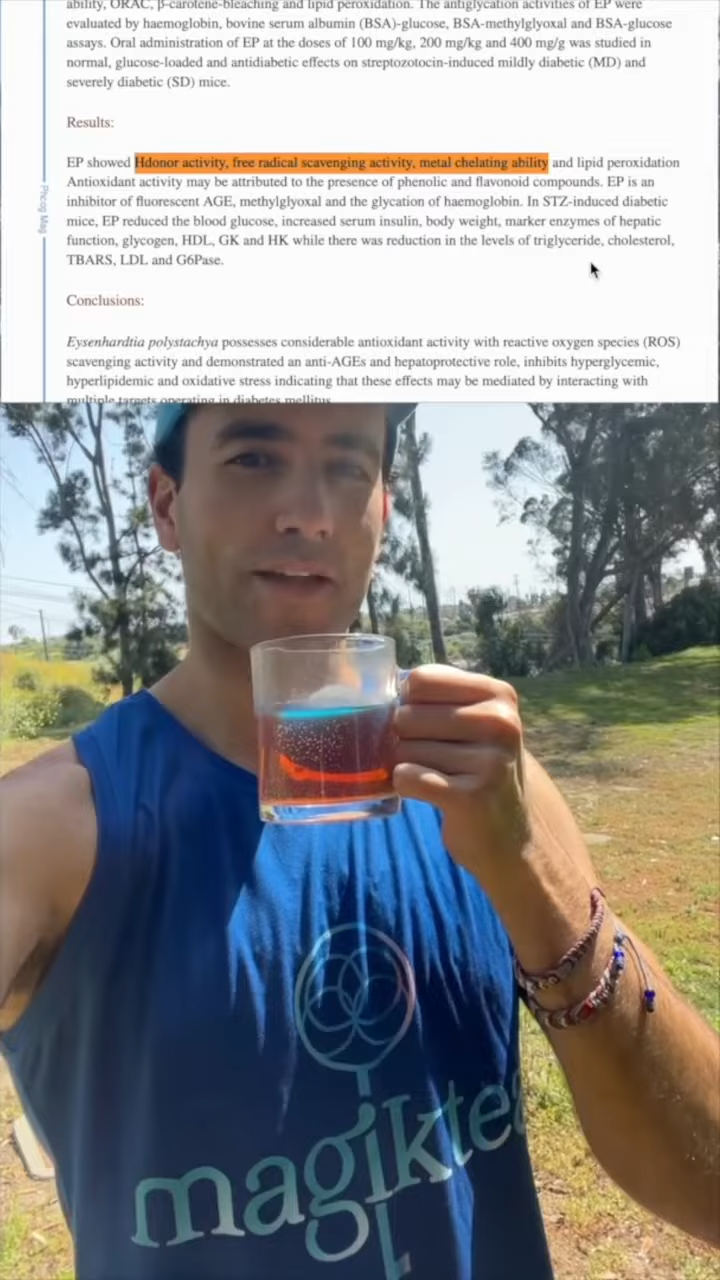 ability, ORAC, β-carotene-bleaching and lipid peroxidation. The antiglycation activities of EP were
evaluated by haemoglobin, bovine serum albumin (BSA)-glucose, BSA-methylglyoxal and BSA-glucose
assays. Oral administration of EP at the doses of 100 mg/kg, 200 mg/kg and 400 mg/g was studied in
normal, glucose-loaded and antidiabetic effects on streptozotocin-induced mildly diabetic (MD) and
severely diabetic (SD) mice.
Results:
EP showed Hdonor activity, free radical scavenging activity, metal chelating ability and lipid peroxidation
Antioxidant activity may be attributed to the presence of phenolic and flavonoid compounds. EP is an
inhibitor of fluorescent AGE, methylglyoxal and the glycation of haemoglobin. In STZ-induced diabetic
mice, EP reduced the blood glucose, increased serum insulin, body weight, marker enzymes of hepatic
function, glycogen, HDL, GK and HK while there was reduction in the levels of triglyceride, cholesterol,
TBARS, LDL and G6Pase.
Conclusions:
Eysenhardtia polystachya possesses considerable antioxidant activity with reactive oxygen species (ROS)
scavenging activity and demonstrated an anti-AGEs and hepatoprotective role, inhibits hyperglycemic,
hyperlipidemic and oxidative stress indicating that these effects may be mediated by interacting with
multiple targets operating in diabetes mellitus.
Phcog Mag
magiktea